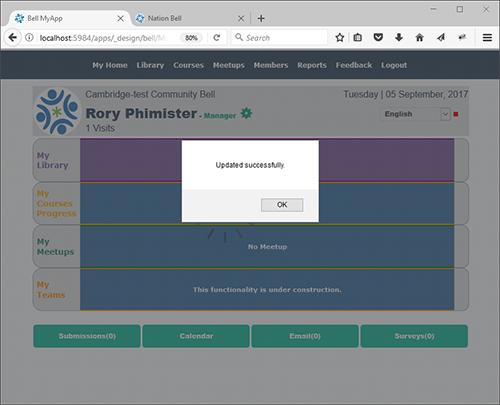 Bell MyApp
Nation Bell
localhost:5984/apps/_design/bell/M
80%
Search
My Home Library Courses Meetups Members Reports Feedback Logout
Cambridge-test Community Bell
Tuesday | 05 September, 2017
Rory Phimister - Manager
English
1 Visits
My Library
Updated successfully.
OK
My Courses Progress
My Meetups
No Meetup
My Teams
This functionality is under construction.
Submissions(0) Calendar Email(0) Surveys(0)